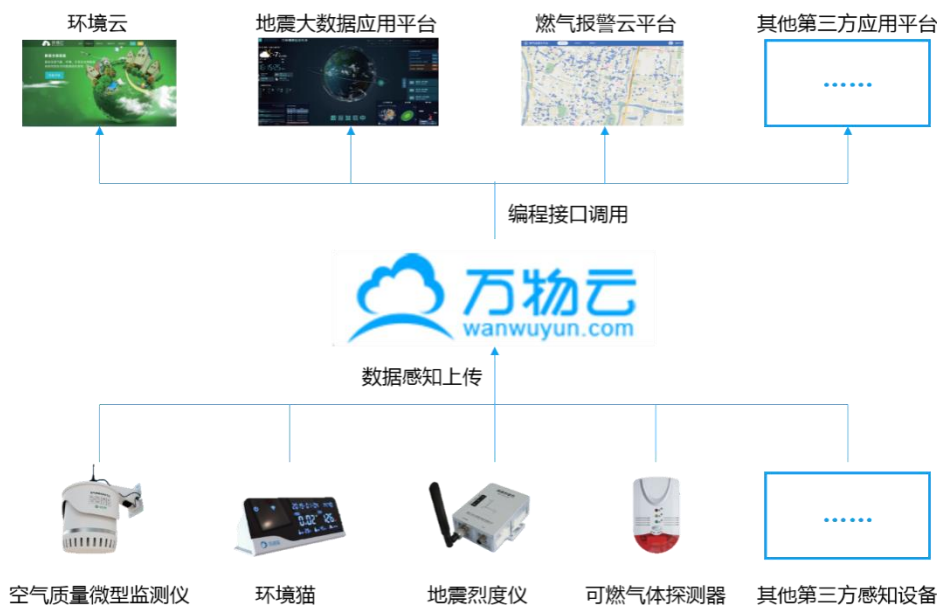 环境云
地震大数据应用平台
燃气报警云平台
其他第三方应用平台
......
编程接口调用
万物云
wanwuyun.com
数据感知上传
......
空气质量微型监测仪
环境猫
地震烈度仪
可燃气体探测器
其他第三方感知设备